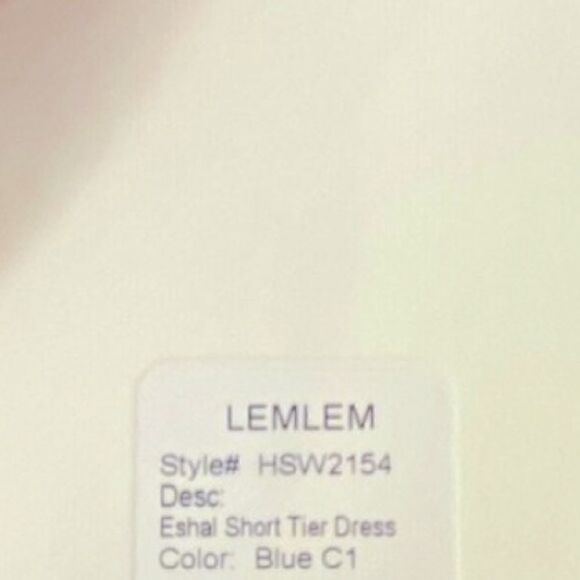 LEMLEM
Style# HSW2154
Desc:
Eshal Short Tier Dress
Color: Blue C1